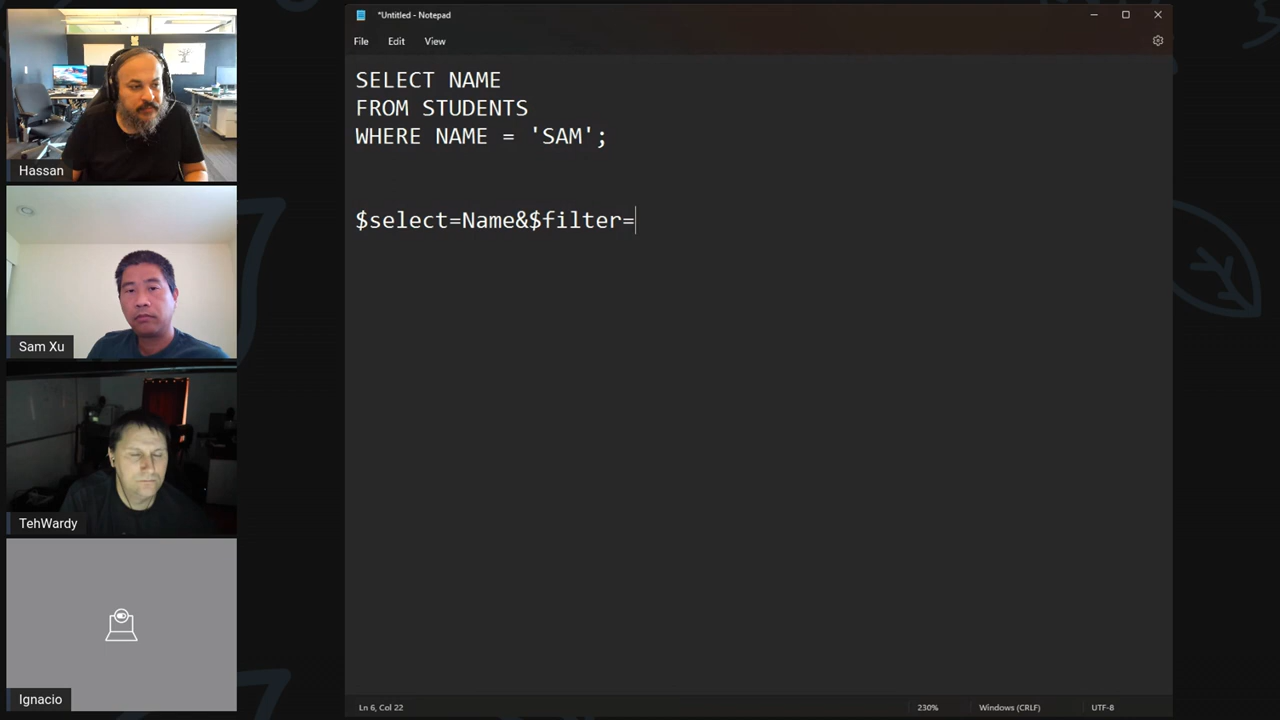 Hassan
Sam Xu
TehWardy
Ignacio
*Untitled - Notepad
File Edit View
SELECT NAME
FROM STUDENTS
WHERE NAME = 'SAM';
$select=Name&$filter=
Ln 6, Col 22 230% Windows (CRLF) UTF-8